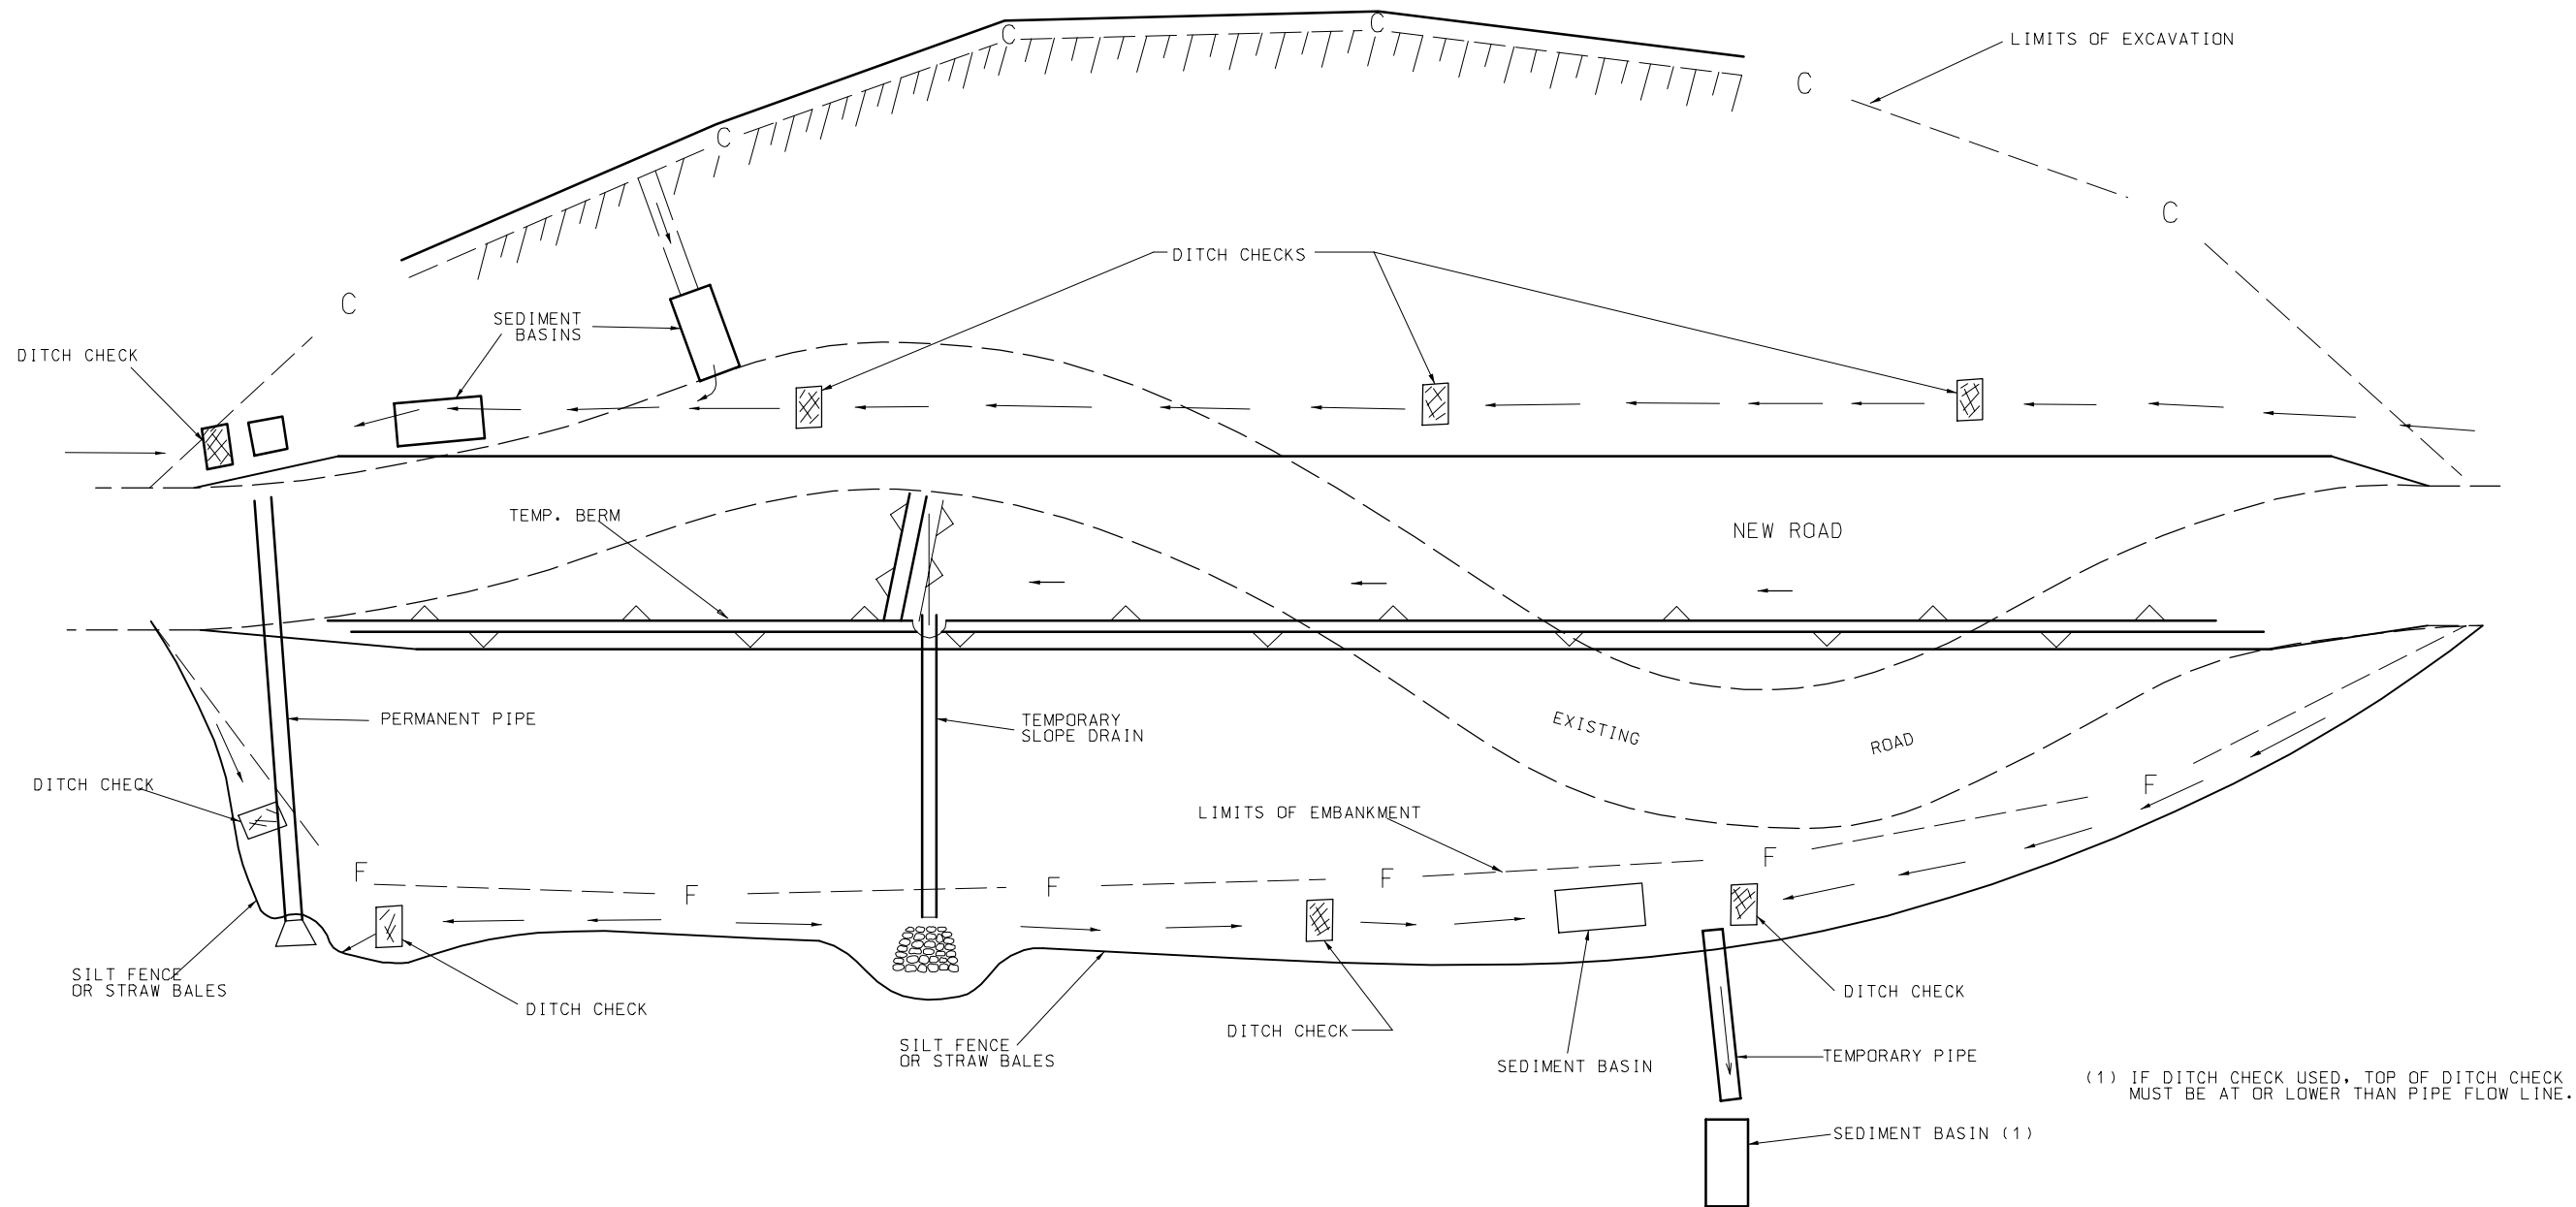 C
C
LIMITS OF EXCAVATION
C
C
C
C
DITCH CHECKS
SEDIMENT
BASINS
DITCH CHECK
TEMP. BERM
NEW ROAD
PERMANENT PIPE
TEMPORARY
SLOPE DRAIN
EXISTING
ROAD
DITCH CHECK
F
LIMITS OF EMBANKMENT
F
F
F
F
F
SILT FENCE
OR STRAW BALES
DITCH CHECK
DITCH CHECK
DITCH CHECK
SILT FENCE
OR STRAW BALES
SEDIMENT BASIN
TEMPORARY PIPE
(1) IF DITCH CHECK USED, TOP OF DITCH CHECK
MUST BE AT OR LOWER THAN PIPE FLOW LINE.
SEDIMENT BASIN (1)